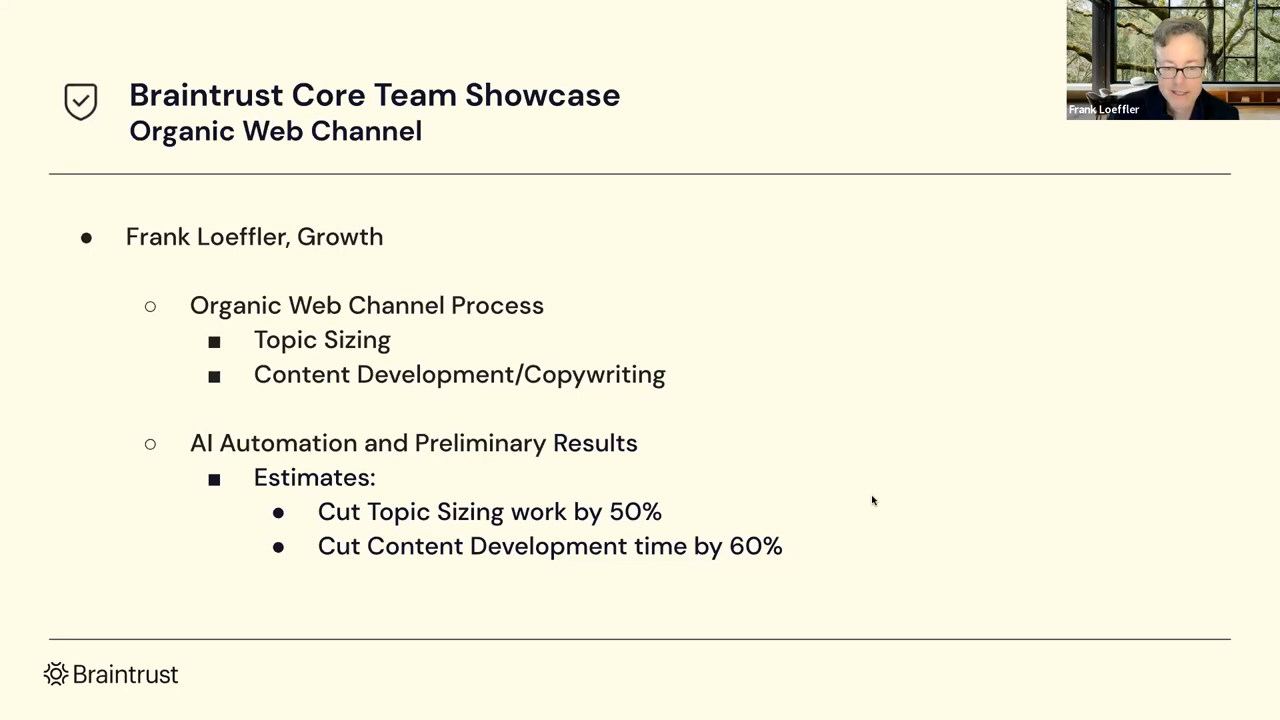 Braintrust Core Team Showcase
Organic Web Channel
Frank Loeffler
● Frank Loeffler, Growth
○ Organic Web Channel Process
■ Topic Sizing
■ Content Development/Copywriting
○ AI Automation and Preliminary Results
■ Estimates:
● Cut Topic Sizing work by 50%
● Cut Content Development time by 60%
Braintrust